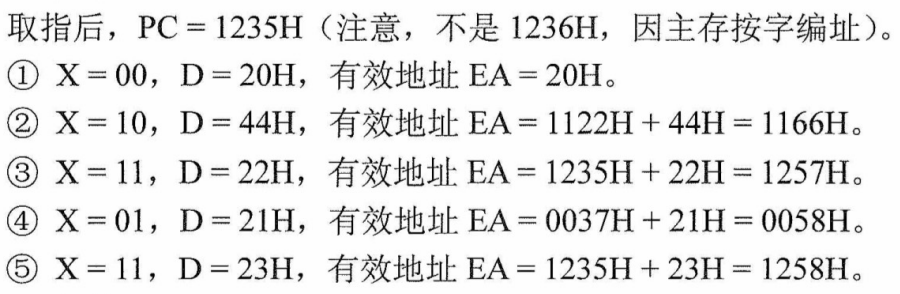 取指后，PC = 1235H（注意，不是 1236H，因主存按字编址）。
① X = 00，D = 20H，有效地址 EA = 20H。
② X = 10，D = 44H，有效地址 EA = 1122H + 44H = 1166H。
③ X = 11，D = 22H，有效地址 EA = 1235H + 22H = 1257H。
④ X = 01，D = 21H，有效地址 EA = 0037H + 21H = 0058H。
⑤ X = 11，D = 23H，有效地址 EA = 1235H + 23H = 1258H。